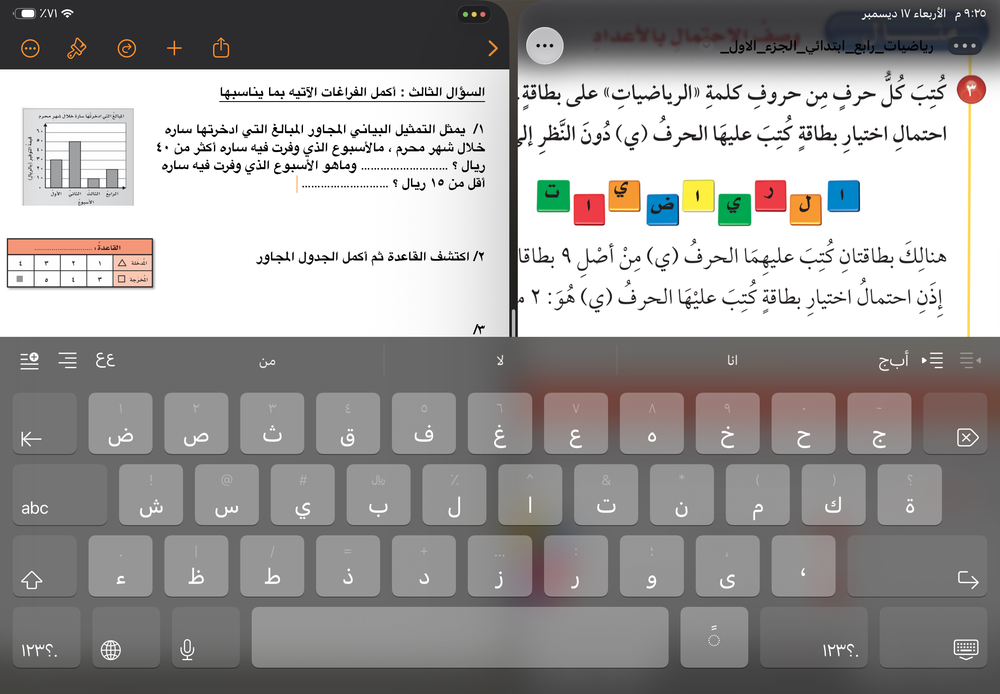 ٩:٢٥ م الأربعاء ١٧ ديسمبر
٪٧١
رياضيات_رابع_ابتدائي_الجزء_الاول_
وصف الاحتمالِ بالأعدادِ
٣
كُتِبَ كُلُّ حرفٍ مِن حروفِ كلمةِ «الرياضياتِ» على بطاقةٍ.
احتمالِ اختيارِ بطاقةٍ كُتِبَ عليهَا الحرفُ (ي) دُونَ النَّظرِ إلى
ا ل ر ي ا ض ي ا ت
هنالِكَ بطاقتانِ كُتِبَ عليهِمَا الحرفُ (ي) مِنْ أصْلِ ٩ بطاقا
إِذَنِ احتمالُ اختيارِ بطاقةٍ كُتِبَ عليْهَا الحرفُ (ي) هُوَ: ٢ م
السؤال الثالث : أكمل الفراغات الآتيه بما يناسبها
١/ يمثل التمثيل البياني المجاور المبالغ التي ادخرتها ساره
خلال شهر محرم ، مالأسبوع الذي وفرت فيه ساره أكثر من ٤٠
ريال ؟ ........................... وماهو الأسبوع الذي وفرت فيه ساره
أقل من ١٥ ريال ؟ ...........................
المبالغُ التي ادخرتْهَا سارة خلالَ شهرِ محرم
قيمةُ التوفيرِ (بالريال)
٦٠
٥٠
٤٠
٣٠
٢٠
١٠
٠
الأولُ الثاني الثالثُ الرابعُ
الأسبوعُ
٢/ اكتشف القاعدة ثم أكمل الجدول المجاور
القاعدةُ: ............................
المُدخَلة ١ ٢ ٣ ٤
المُخرَجة ٣ ٤ ٥
٣/
أب‌ج انا لا من عع
١ ٢ ٣ ٤ ٥ ٦ ٧ ٨ ٩ ٠ -
ض ص ث ق ف غ ع ه خ ح ج
! @ # ريال ٪ ^ & * ( ) ؟
abc ش س ي ب ل ا ت ن م ك ة
. | / = + ... : ؛ ،
ء ظ ط ذ د ز ر و ى ،
١٢٣؟. ١٢٣؟.